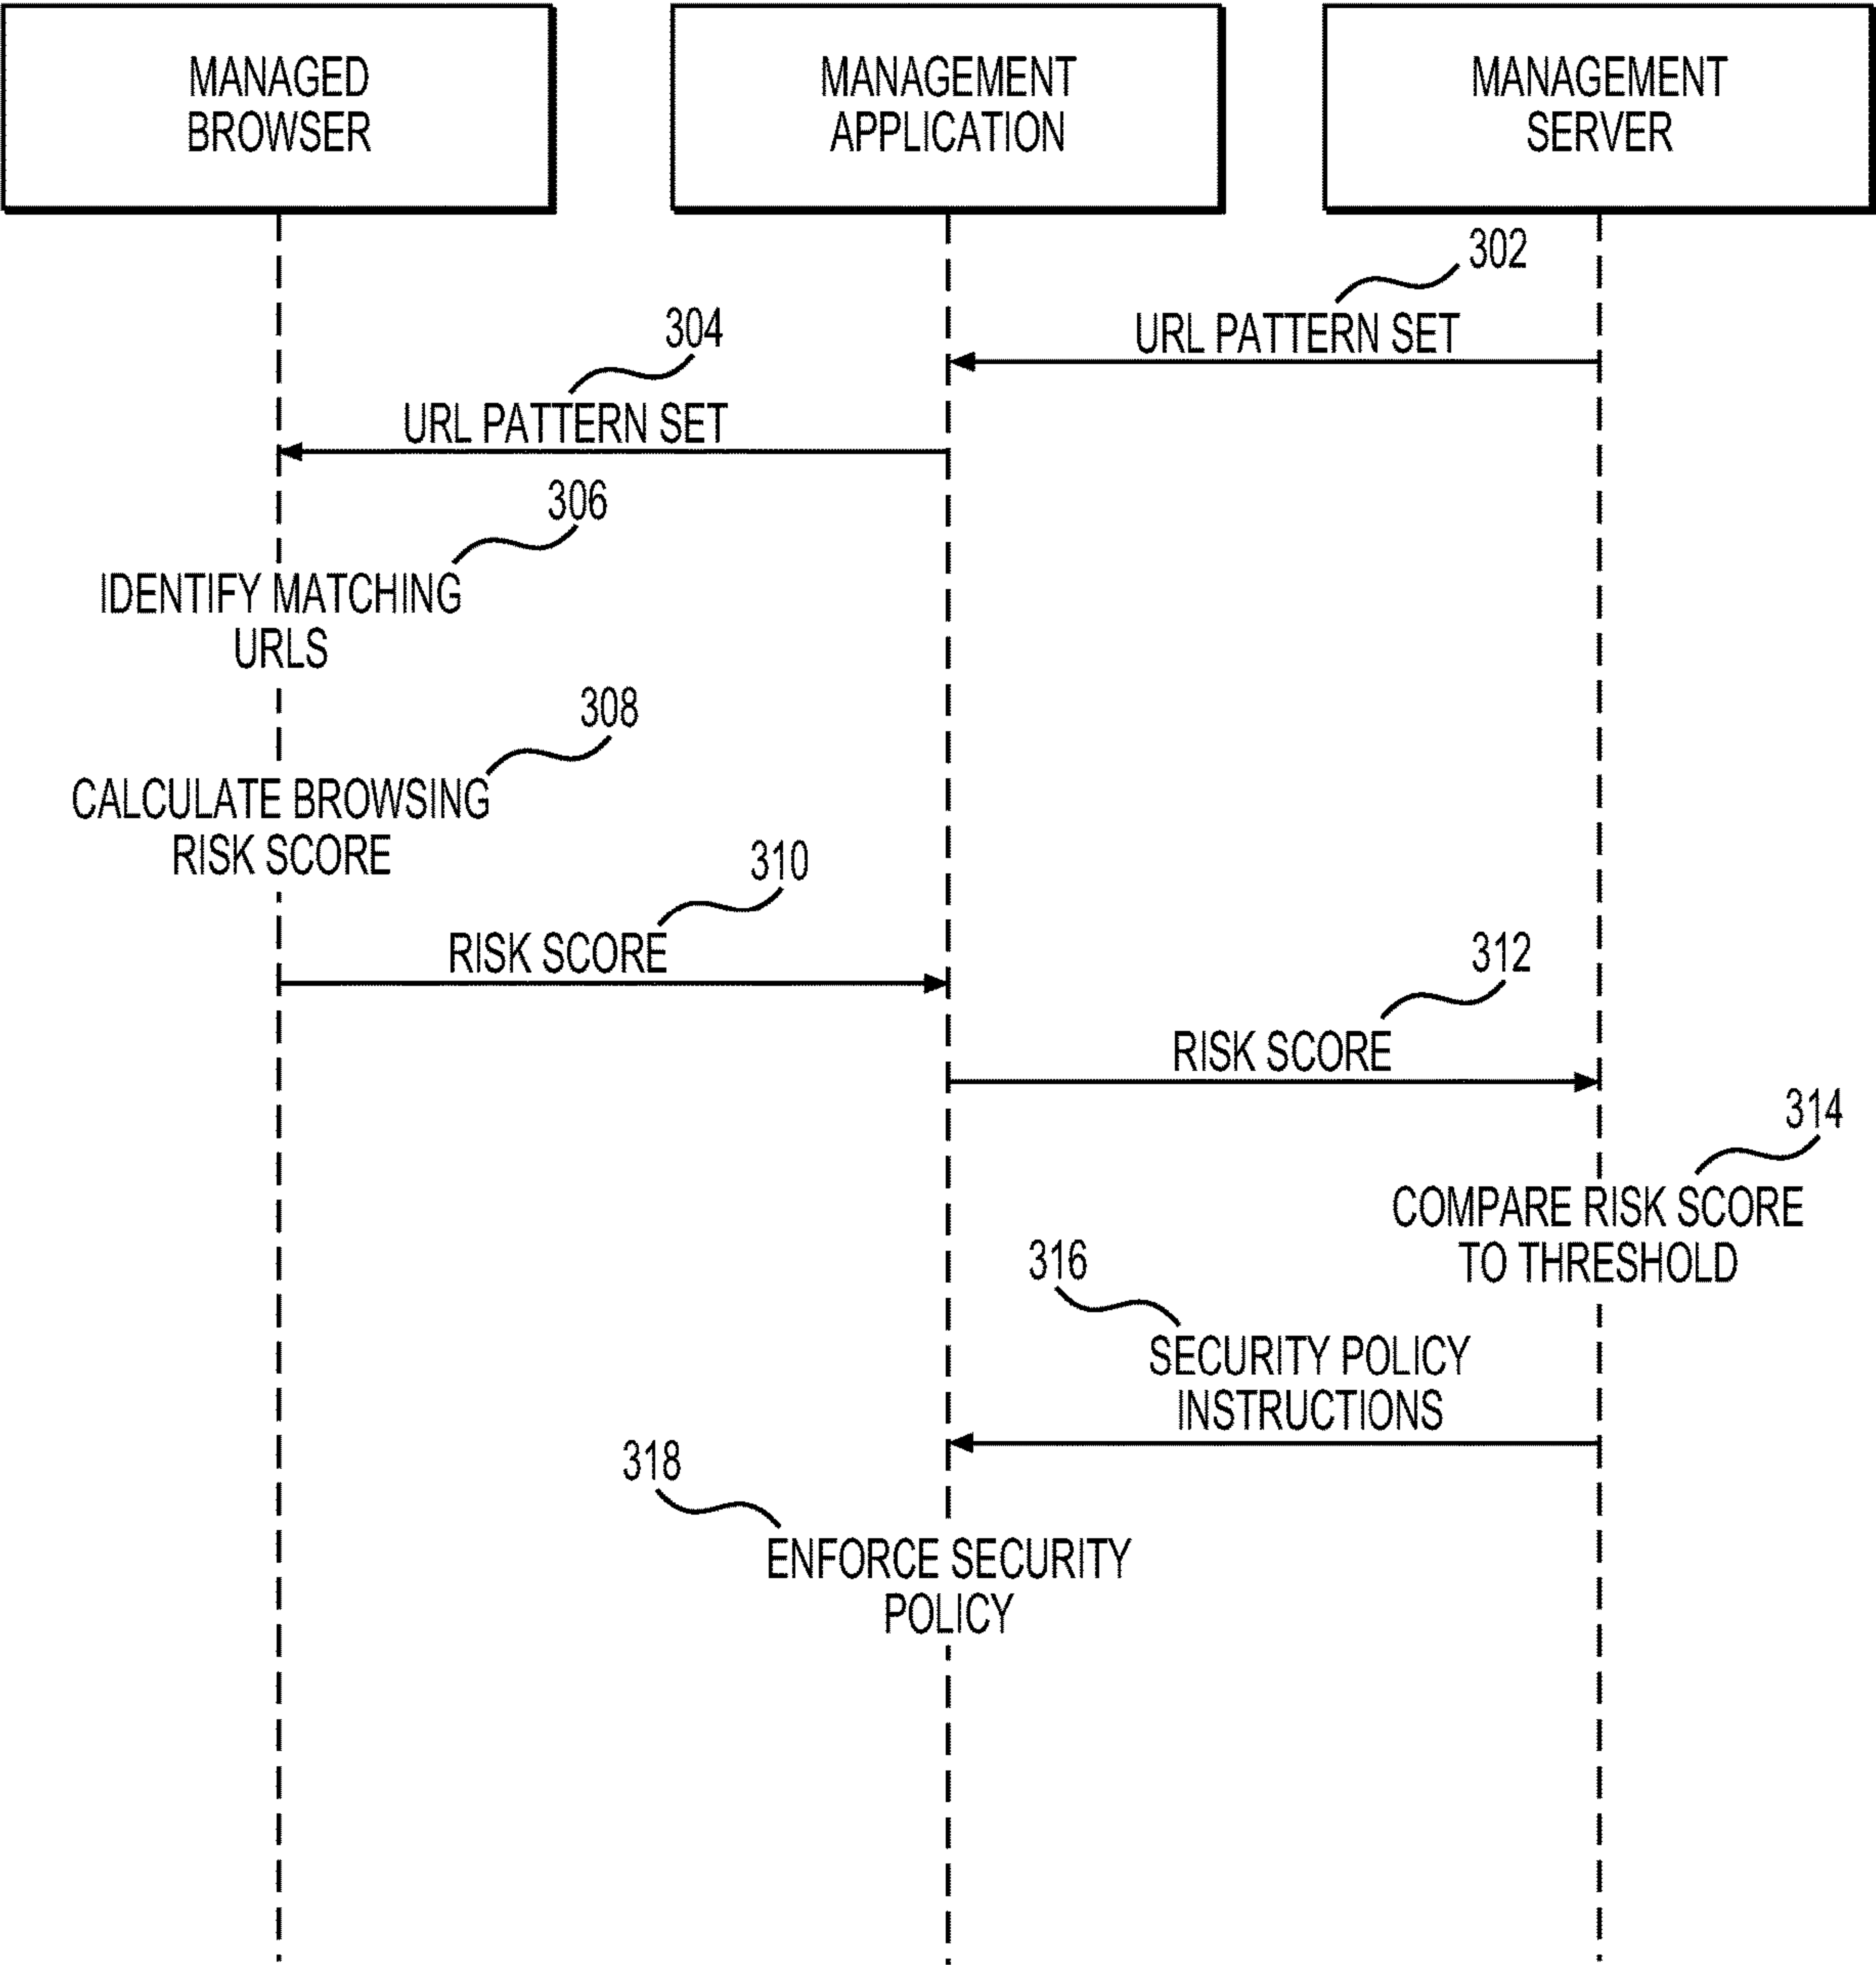 MANAGED
BROWSER
MANAGEMENT
APPLICATION
MANAGEMENT
SERVER
302
URL PATTERN SET
304
URL PATTERN SET
306
IDENTIFY MATCHING
URLS
308
CALCULATE BROWSING
RISK SCORE
310
RISK SCORE
312
RISK SCORE
314
COMPARE RISK SCORE
TO THRESHOLD
316
SECURITY POLICY
INSTRUCTIONS
318
ENFORCE SECURITY
POLICY